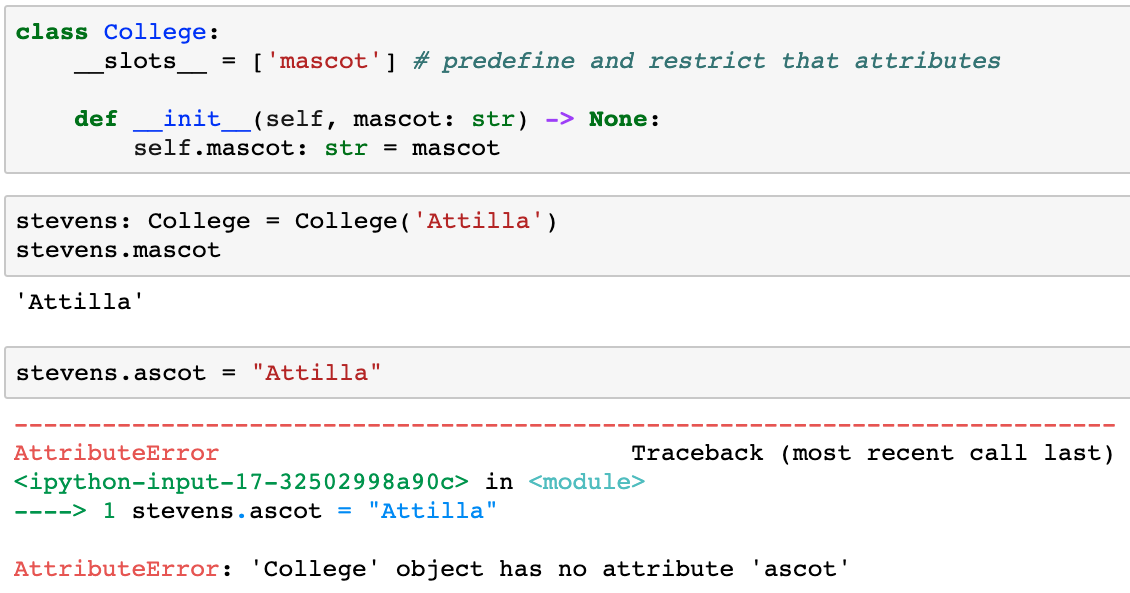 class College:
    __slots__ = ['mascot'] # predefine and restrict that attributes
    def __init__(self, mascot: str) -> None:
        self.mascot: str = mascot
stevens: College = College('Attilla')
stevens.mascot
'Attilla'
stevens.ascot = "Attilla"
---------------------------------------------------------------------------
AttributeError                            Traceback (most recent call last)
<ipython-input-17-32502998a90c> in <module>
----> 1 stevens.ascot = "Attilla"
AttributeError: 'College' object has no attribute 'ascot'